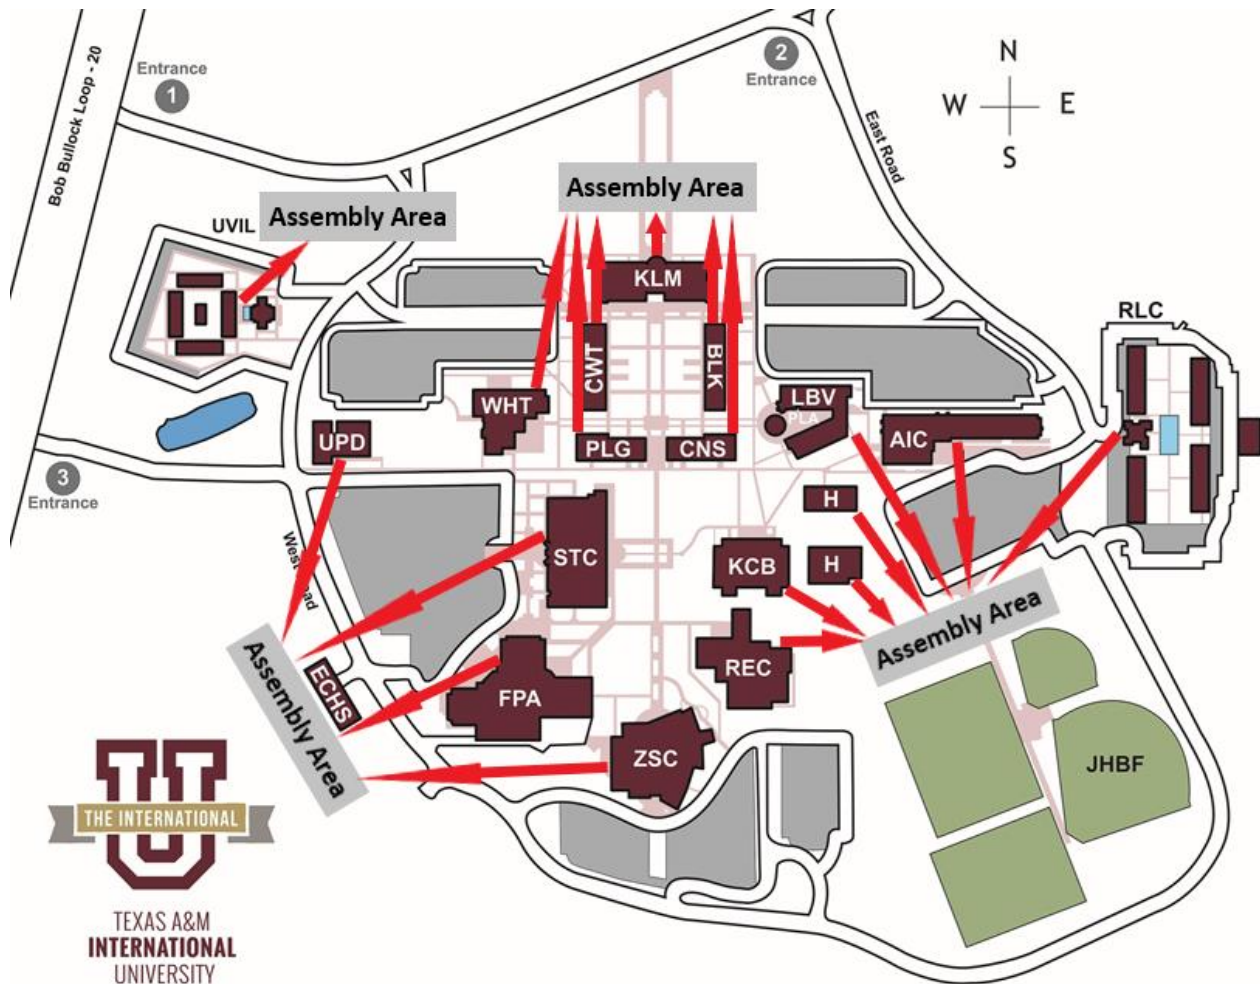 Entrance
1
2
Entrance
N
W E
S
Bob Bullock Loop - 20
East Road
Assembly Area
Assembly Area
UVIL
KLM
RLC
CWT
BLK
LBV
PLA
WHT
AIC
UPD
PLG
CNS
3
Entrance
H
West Road
STC
KCB
H
Assembly Area
Assembly Area
ECHS
REC
FPA
ZSC
JHBF
U
THE INTERNATIONAL
TEXAS A&M
INTERNATIONAL
UNIVERSITY